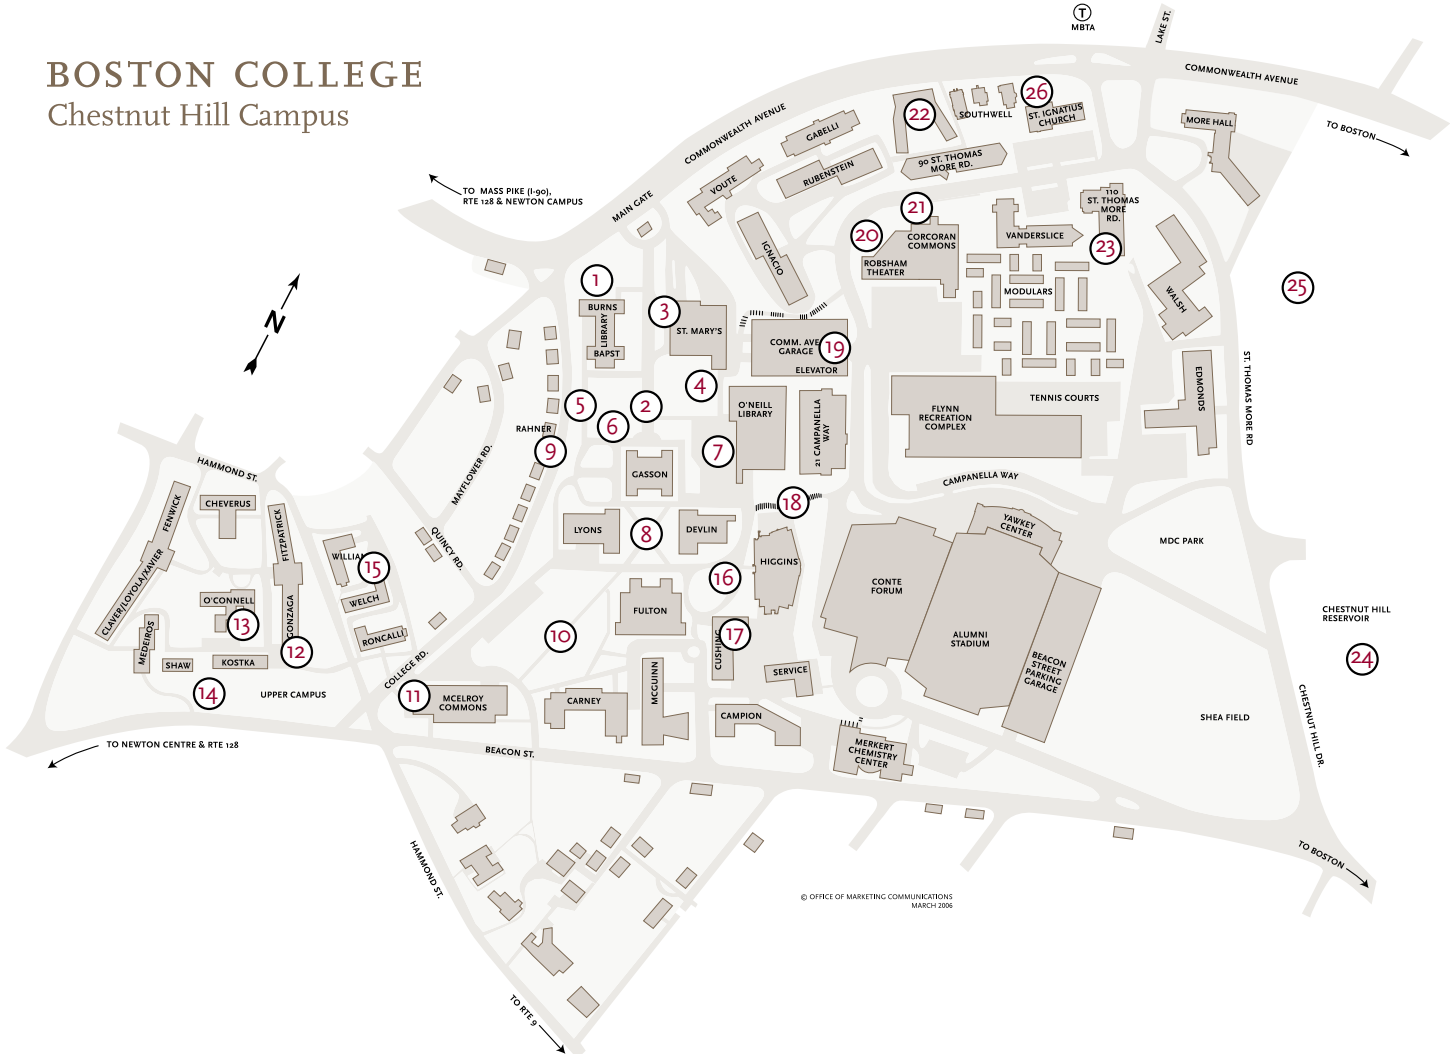 BOSTON COLLEGE
Chestnut Hill Campus
T
MBTA
LAKE ST.
COMMONWEALTH AVENUE
COMMONWEALTH AVENUE
TO BOSTON
TO MASS PIKE (I-90),
RTE 128 & NEWTON CAMPUS
MAIN GATE
N
26
22
SOUTHWELL
ST. IGNATIUS
CHURCH
MORE HALL
GABELLI
VOUTE
RUBENSTEIN
90 ST. THOMAS
MORE RD.
110
ST. THOMAS
MORE
RD.
21
20
CORCORAN
COMMONS
ROBSHAM
THEATER
VANDERSLICE
23
IGNACIO
MODULARS
WALSH
25
1
BURNS
LIBRARY
BAPST
3
ST. MARY'S
COMM. AVE
GARAGE
19
ELEVATOR
4
5
2
6
O'NEILL
LIBRARY
21 CAMPANELLA
WAY
FLYNN
RECREATION
COMPLEX
TENNIS COURTS
EDMONDS
ST. THOMAS MORE RD
RAHNER
9
7
GASSON
MAYFLOWER RD.
CAMPANELLA WAY
18
HAMMOND ST.
FENWICK
CHEVERUS
FITZPATRICK
CLAVER/LOYOLA/XAVIER
WILLIA
15
QUINCY RD.
LYONS
8
DEVLIN
HIGGINS
YAWKEY
CENTER
MDC PARK
16
CONTE
FORUM
O'CONNELL
13
GONZAGA
WELCH
FULTON
10
17
CUSHING
ALUMNI
STADIUM
CHESTNUT HILL
RESERVOIR
24
MEDEIROS
SHAW
KOSTKA
12
RONCALLI
COLLEGE RD.
14
UPPER CAMPUS
11
MCELROY
COMMONS
CARNEY
MCGUINN
SERVICE
CAMPION
BEACON
STREET
PARKING
GARAGE
SHEA FIELD
CHESTNUT HILL DR.
TO NEWTON CENTRE & RTE 128
BEACON ST.
MERKERT
CHEMISTRY
CENTER
HAMMOND ST.
TO BOSTON
© OFFICE OF MARKETING COMMUNICATIONS
MARCH 2006
TO RTE 9